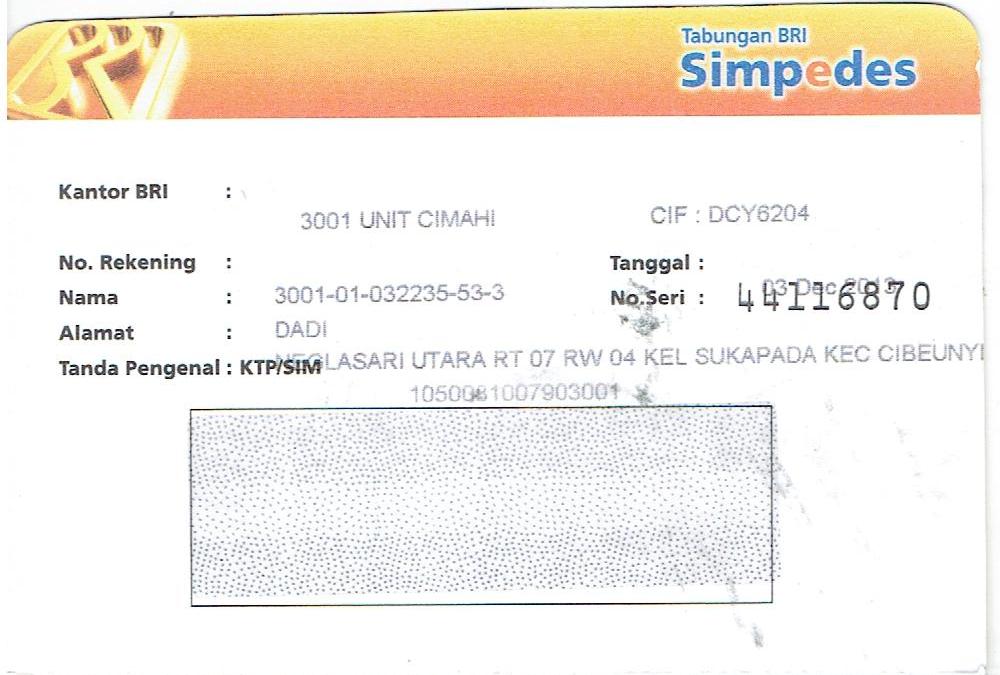 BRI
Tabungan BRI
Simpedes
Kantor BRI :
3001 UNIT CIMAHI CIF : DCY6204
No. Rekening : Tanggal :
03 Dec 2013
Nama : 3001-01-032235-53-3 No.Seri : 44116870
Alamat : DADI
Tanda Pengenal : KTP/SIM
NEGLASARI UTARA RT 07 RW 04 KEL SUKAPADA KEC CIBEUNYI
1050081007903001